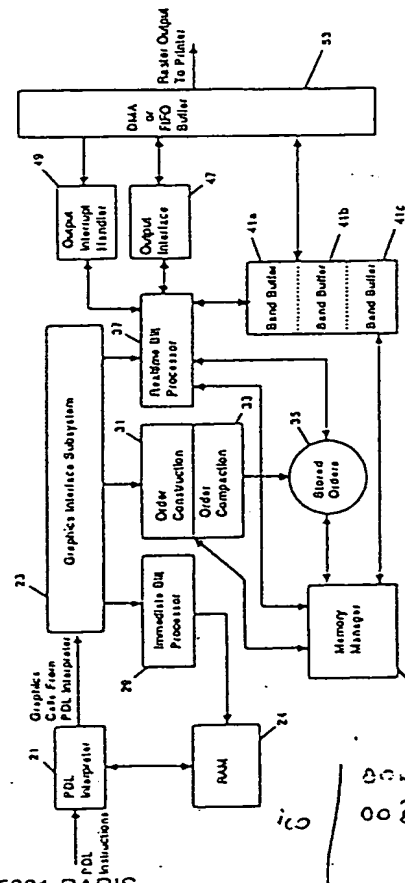 PDL Instructions
21
PDL
Interpreter
Graphics
Calls From
PDL Interpreter
23
Graphics Interface Subsystem
RAM
24
29
Immediate Blit
Processor
31
Order
Construction
Order
Compaction
33
37
Realtime Blit
Processor
49
Output
Interrupt
Handler
Output
Interface
47
DMA
or
FIFO
Buffer
53
Raster Output
To Printer
Memory
Manager
35
Stored
Orders
Band Buffer
41a
Band Buffer
41b
Band Buffer
41c
PARIS